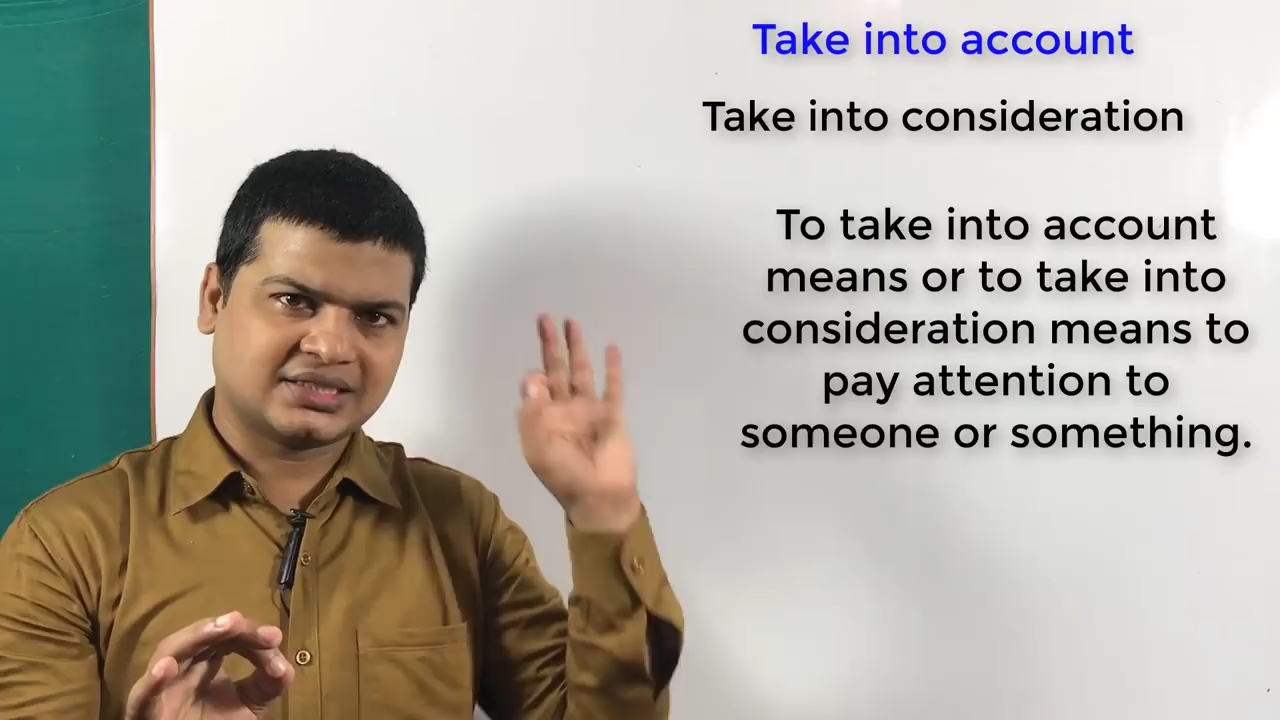 Take into account
Take into consideration
To take into account
means or to take into
consideration means to
pay attention to
someone or something.